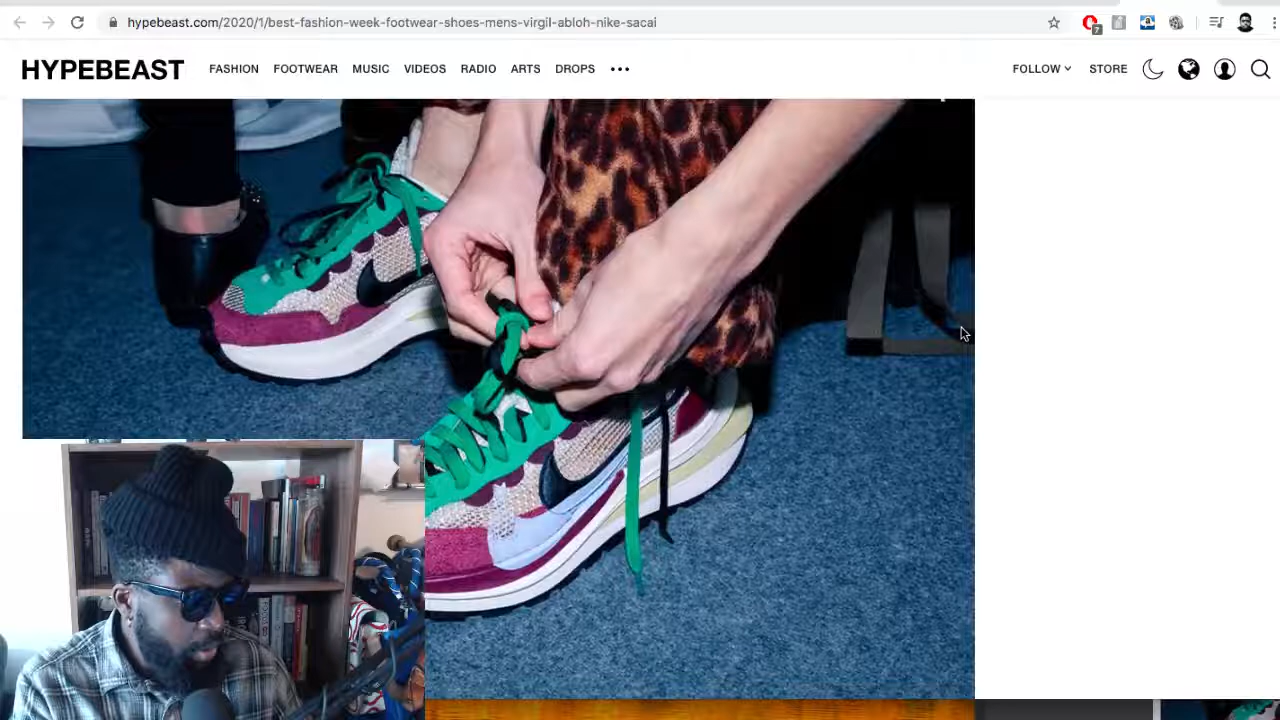 hypebeast.com/2020/1/best-fashion-week-footwear-shoes-mens-virgil-abloh-nike-sacai
7
HYPEBEAST FASHION FOOTWEAR MUSIC VIDEOS RADIO ARTS DROPS ••• FOLLOW STORE